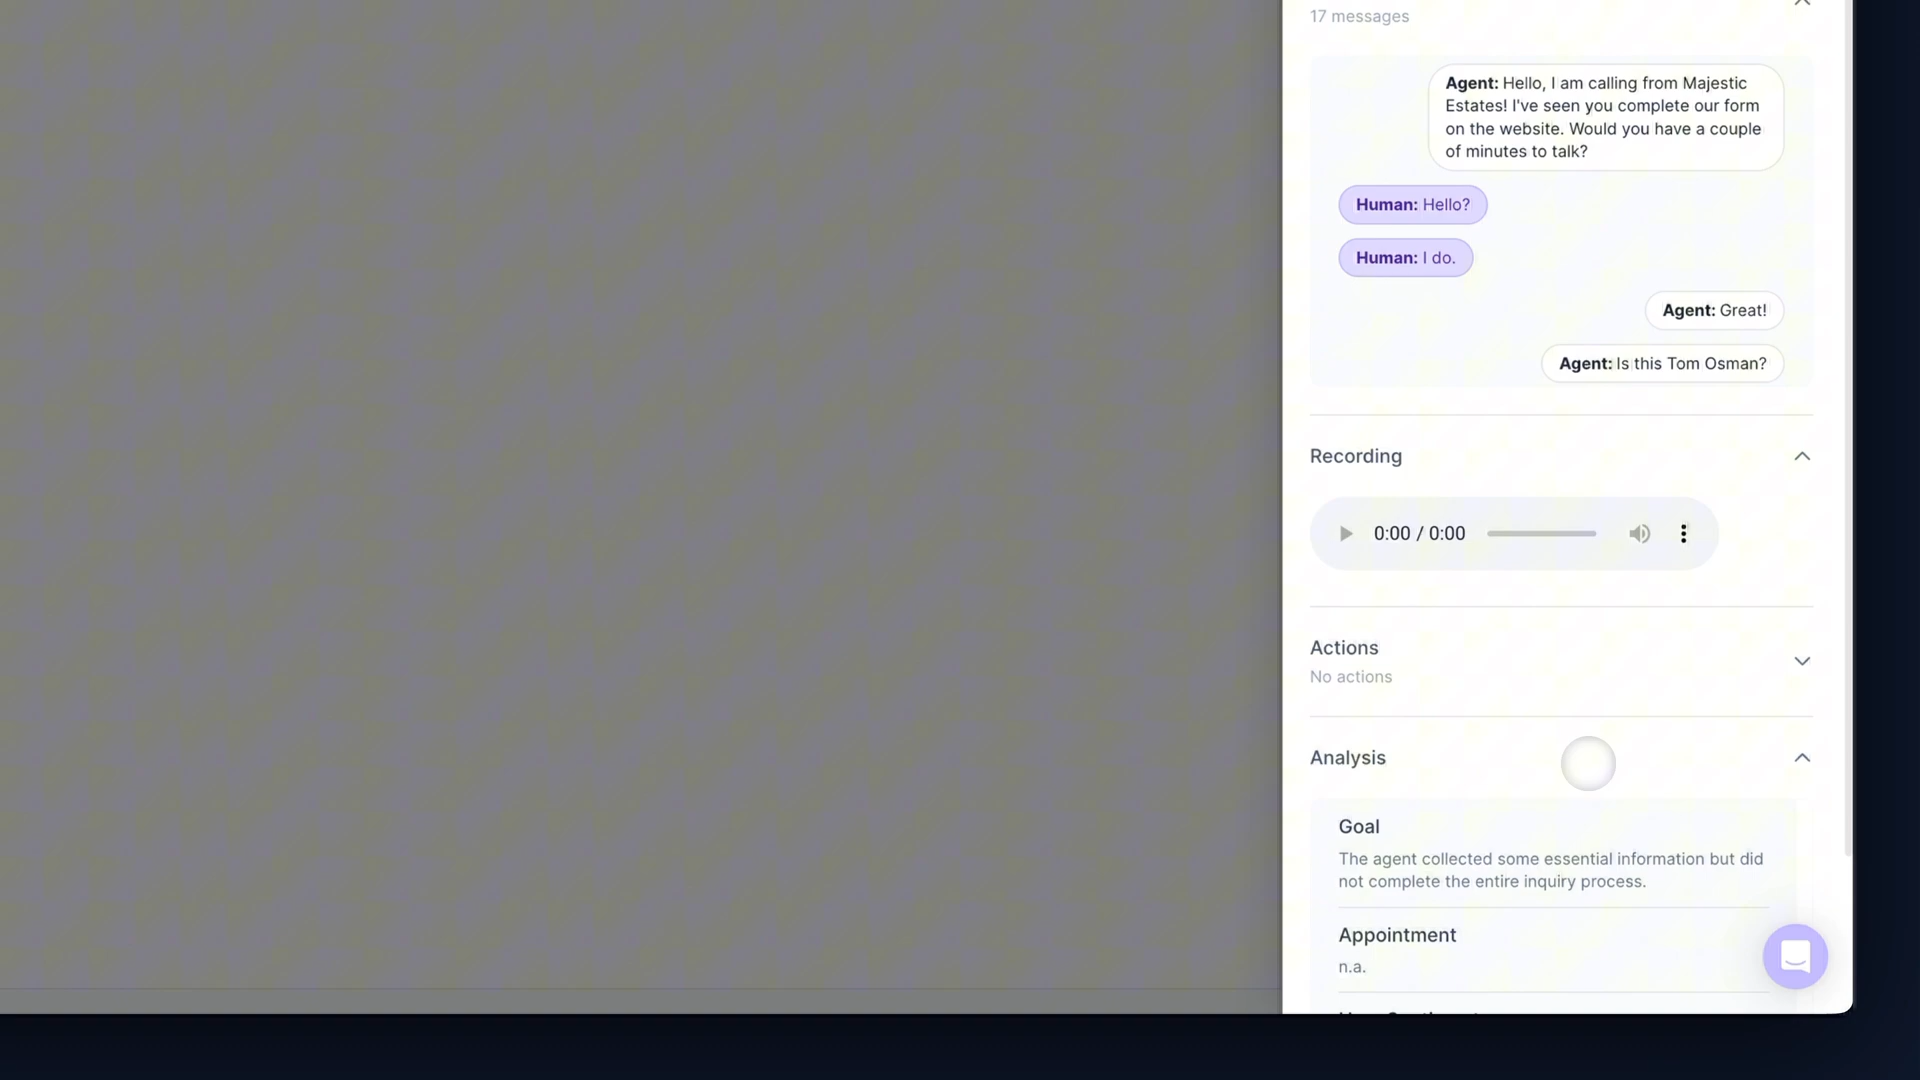 17 messages
Agent: Hello, I am calling from Majestic
Estates! I've seen you complete our form
on the website. Would you have a couple
of minutes to talk?
Human: Hello?
Human: I do.
Agent: Great!
Agent: Is this Tom Osman?
Recording
0:00 / 0:00
Actions
No actions
Analysis
Goal
The agent collected some essential information but did
not complete the entire inquiry process.
Appointment
n.a.